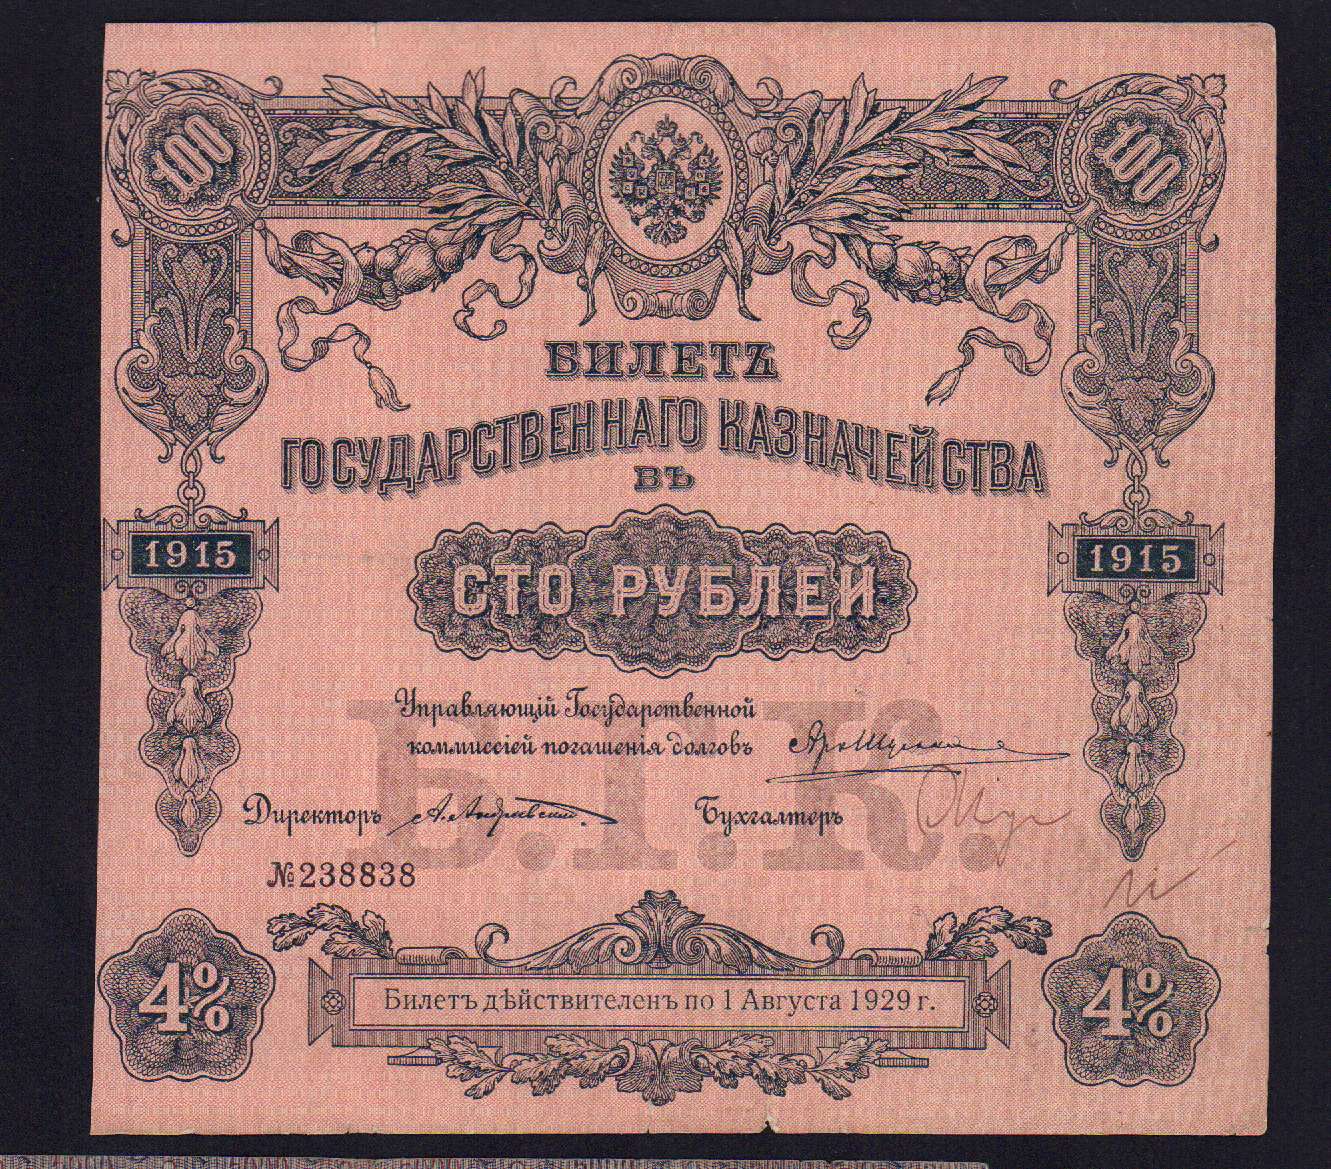 100 100
БИЛЕТЪ
ГОСУДАРСТВЕННАГО КАЗНАЧЕЙСТВА
ВЪ
1915 1915
СТО РУБЛЕЙ
Управляющій Государственной
коммиссіей погашенія долговъ
Б.Г.К.
Директоръ Бухгалтеръ
№238838
4% 4%
Билетъ дѣйствителенъ по 1 Августа 1929 г.